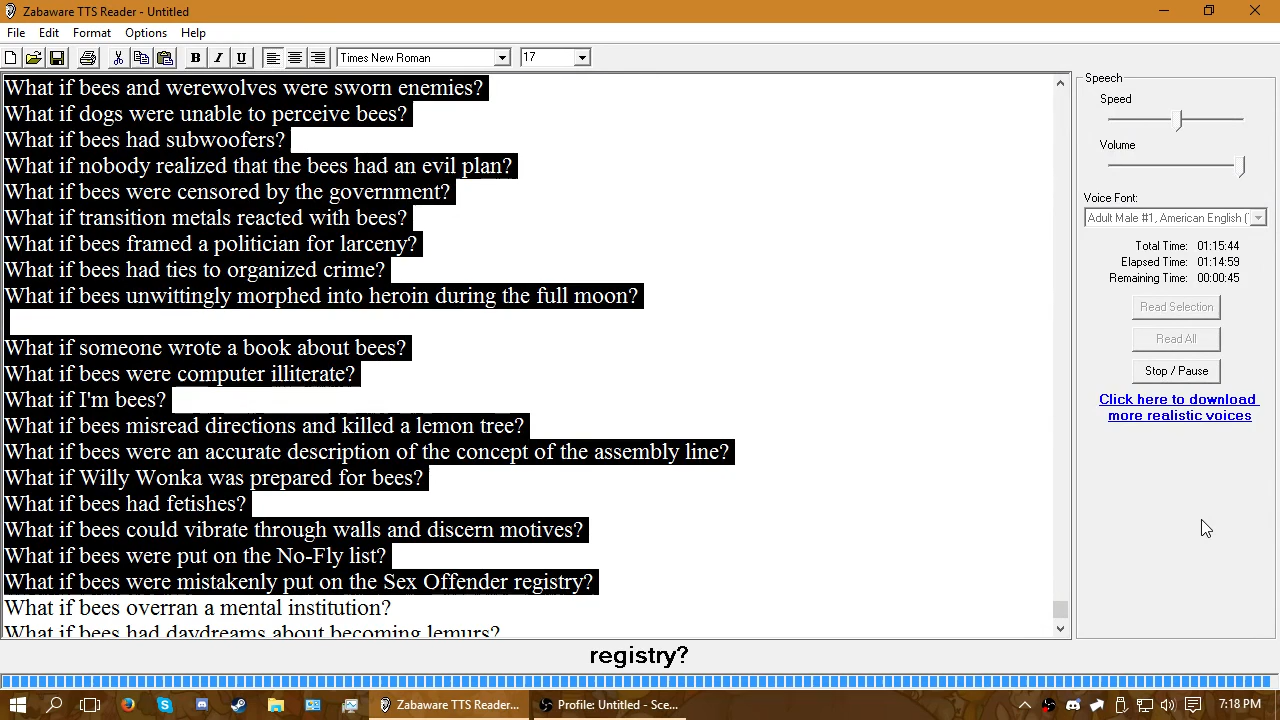 Zabaware TTS Reader - Untitled
File Edit Format Options Help
B I U Times New Roman 17
What if bees and werewolves were sworn enemies?
What if dogs were unable to perceive bees?
What if bees had subwoofers?
What if nobody realized that the bees had an evil plan?
What if bees were censored by the government?
What if transition metals reacted with bees?
What if bees framed a politician for larceny?
What if bees had ties to organized crime?
What if bees unwittingly morphed into heroin during the full moon?
What if someone wrote a book about bees?
What if bees were computer illiterate?
What if I'm bees?
What if bees misread directions and killed a lemon tree?
What if bees were an accurate description of the concept of the assembly line?
What if Willy Wonka was prepared for bees?
What if bees had fetishes?
What if bees could vibrate through walls and discern motives?
What if bees were put on the No-Fly list?
What if bees were mistakenly put on the Sex Offender registry?
What if bees overran a mental institution?
What if bees had daydreams about becoming lemurs?
Speech
Speed
Volume
Voice Font:
Adult Male #1, American English (
Total Time: 01:15:44
Elapsed Time: 01:14:59
Remaining Time: 00:00:45
Read Selection
Read All
Stop / Pause
Click here to download
more realistic voices
registry?
Zabaware TTS Reader... Profile: Untitled - Sce... 7:18 PM